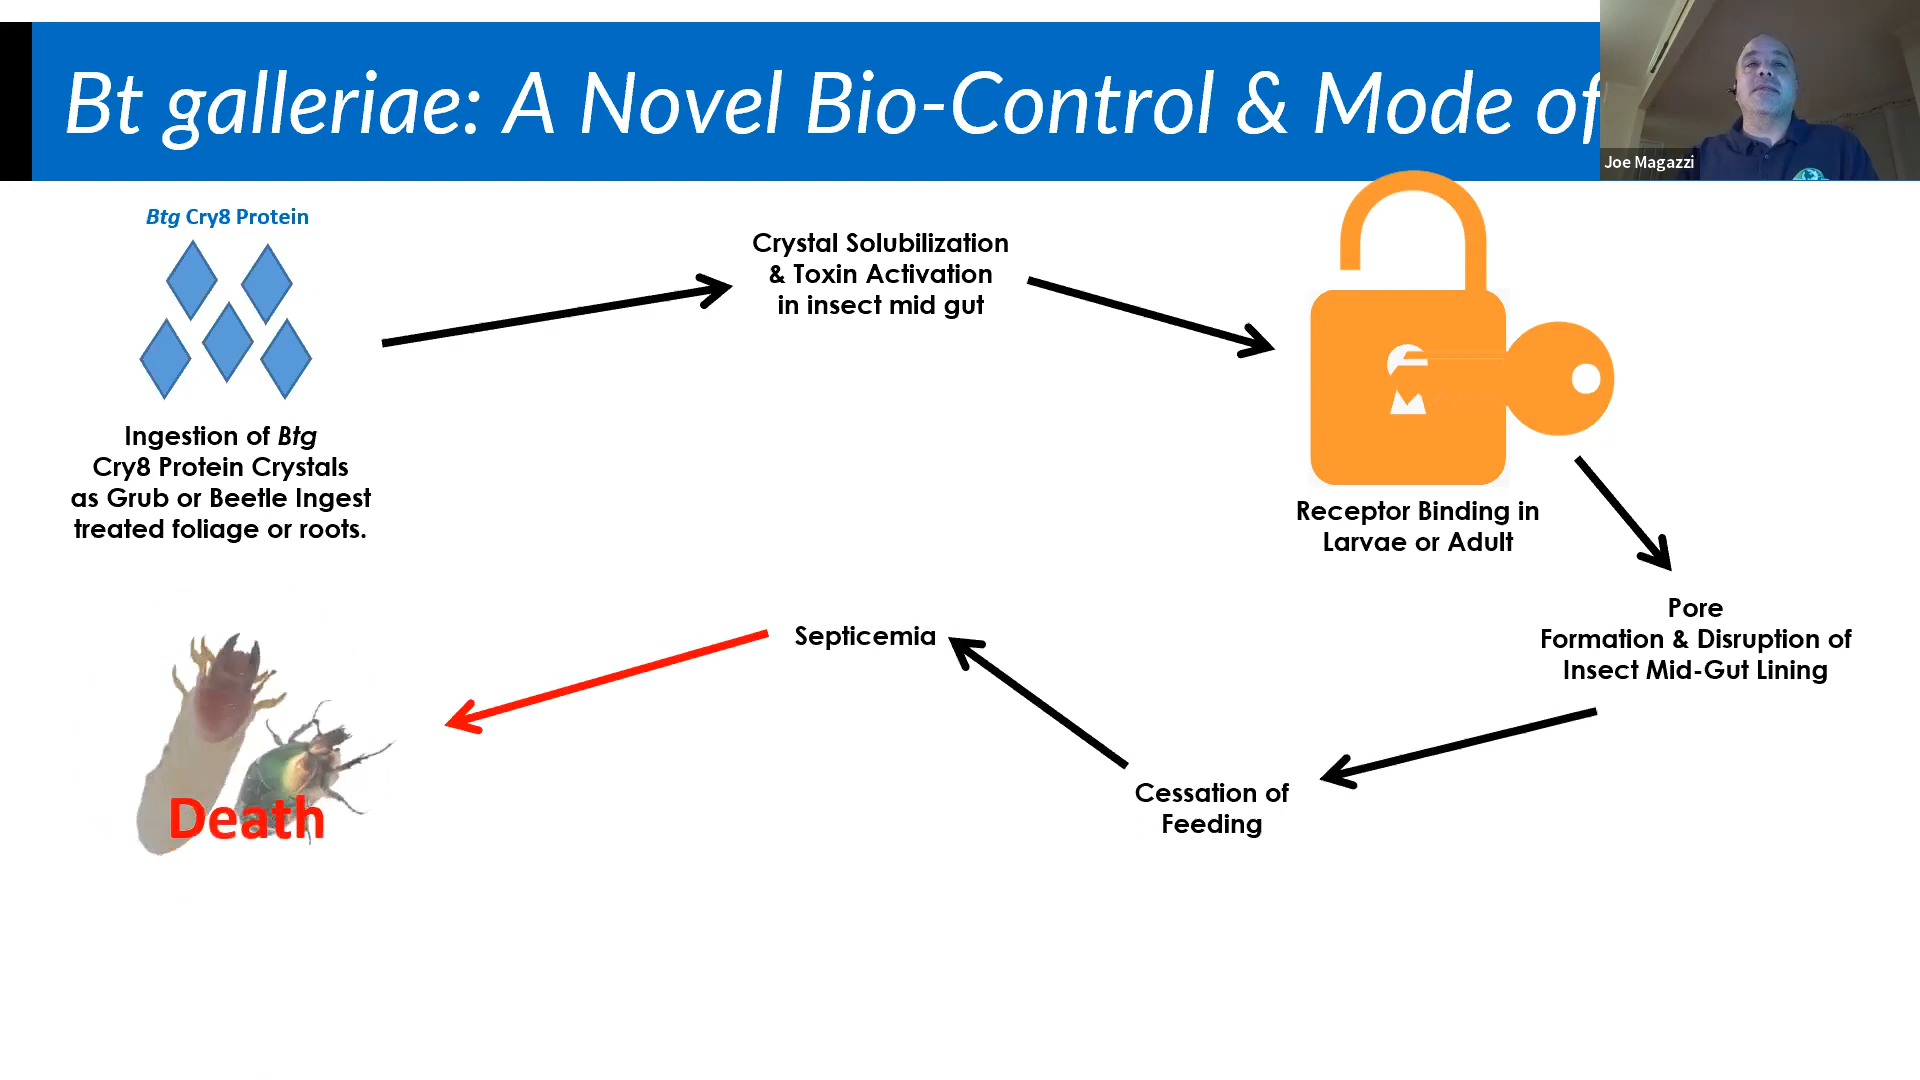 Bt galleriae: A Novel Bio-Control & Mode of
Joe Magazzi
Btg Cry8 Protein
Ingestion of Btg
Cry8 Protein Crystals
as Grub or Beetle Ingest
treated foliage or roots.
Crystal Solubilization
& Toxin Activation
in insect mid gut
Receptor Binding in
Larvae or Adult
Pore
Formation & Disruption of
Insect Mid-Gut Lining
Cessation of
Feeding
Septicemia
Death